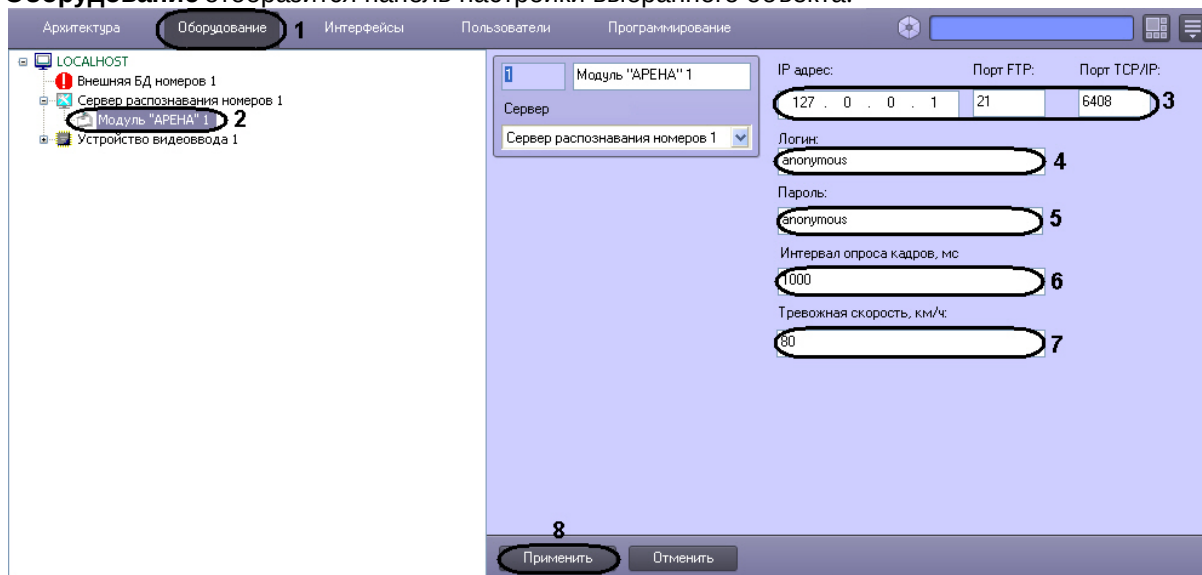 Оборудование отобразится панель настройки выбранного объекта.
Архитектура Оборудование 1 Интерфейсы Пользователи Программирование
LOCALHOST
Внешняя БД номеров 1
Сервер распознавания номеров 1
Модуль "АРЕНА" 1 2
Устройство видеоввода 1
1 Модуль "АРЕНА" 1
Сервер
Сервер распознавания номеров 1
IP адрес: Порт FTP: Порт TCP/IP:
127 . 0 . 0 . 1 21 6408 3
Логин:
anonymous 4
Пароль:
anonymous 5
Интервал опроса кадров, мс
1000 6
Тревожная скорость, км/ч:
80 7
8
Применить Отменить